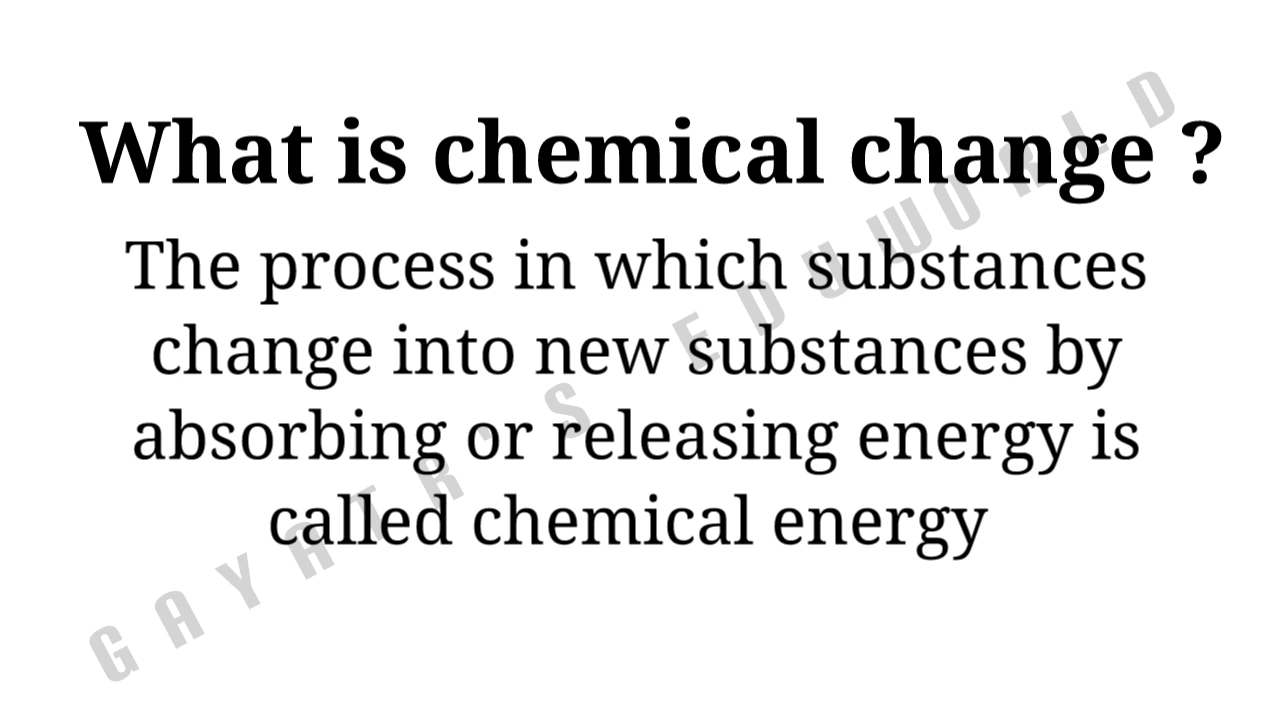 What is chemical change ?
The process in which substances
change into new substances by
absorbing or releasing energy is
called chemical energy
GAYATRI'S EDUWORLD